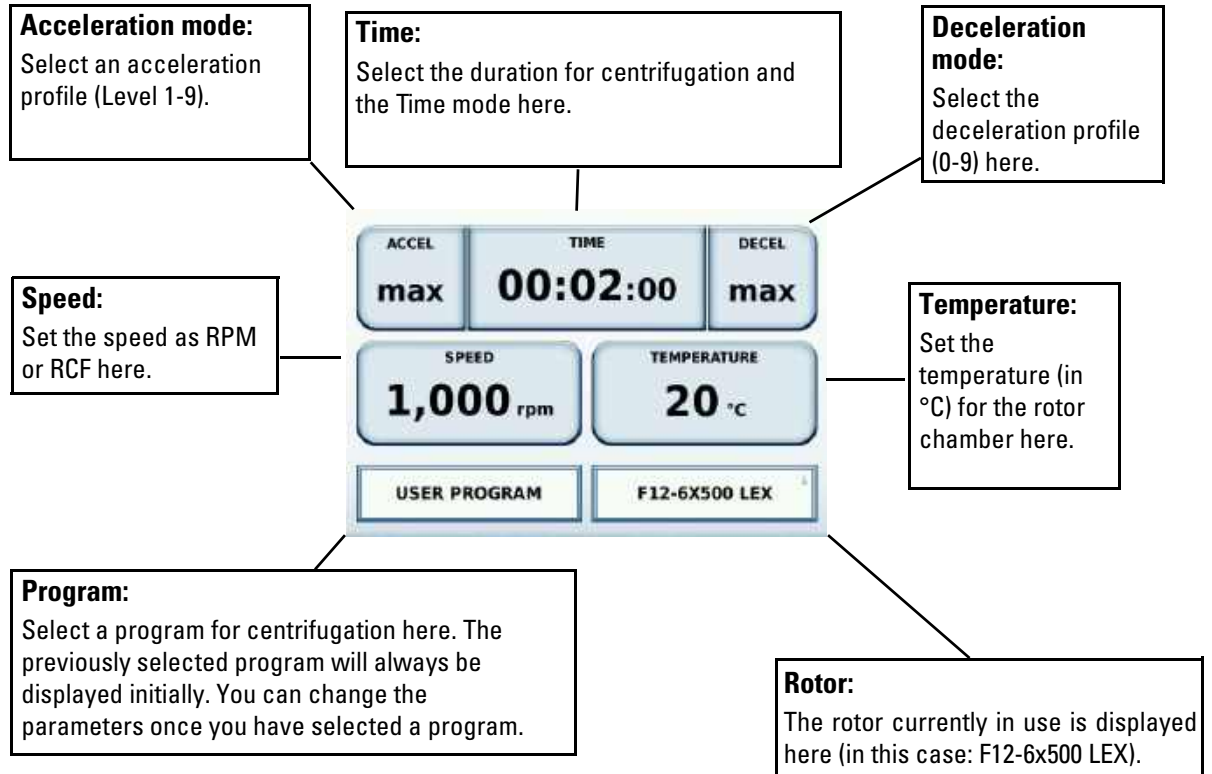 Acceleration mode:
Select an acceleration
profile (Level 1-9).
Time:
Select the duration for centrifugation and
the Time mode here.
Deceleration
mode:
Select the
deceleration profile
(0-9) here.
ACCEL
max
TIME
00:02:00
DECEL
max
Speed:
Set the speed as RPM
or RCF here.
SPEED
1,000 rpm
TEMPERATURE
20 °C
Temperature:
Set the
temperature (in
°C) for the rotor
chamber here.
USER PROGRAM
F12-6X500 LEX
Program:
Select a program for centrifugation here. The
previously selected program will always be
displayed initially. You can change the
parameters once you have selected a program.
Rotor:
The rotor currently in use is displayed
here (in this case: F12-6x500 LEX).